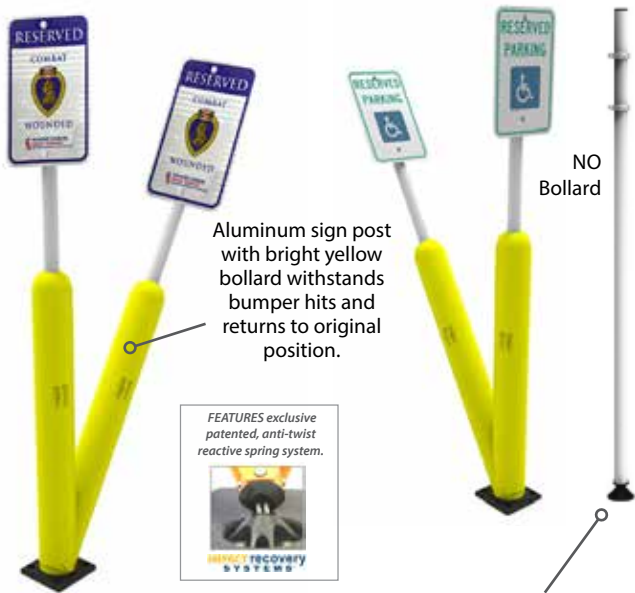 RESERVED
COMBAT
WOUNDED
RESERVED
COMBAT
WOUNDED
RESERVED
PARKING
RESERVED
PARKING
NO
Bollard
Aluminum sign post
with bright yellow
bollard withstands
bumper hits and
returns to original
position.
FEATURES exclusive
patented, anti-twist
reactive spring system.
IMPACT recovery
SYSTEMS